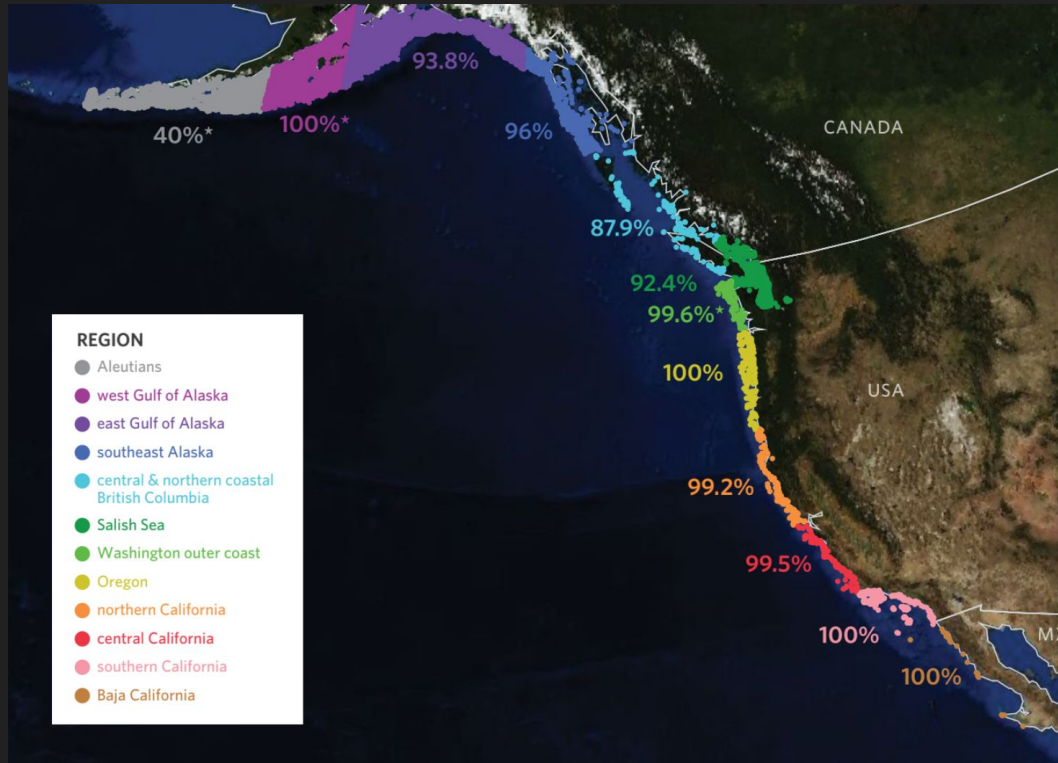 93.8%
40%*
100%*
96%
CANADA
87.9%
92.4%
99.6%*
100%
USA
99.2%
99.5%
100%
100%
REGION
Aleutians
west Gulf of Alaska
east Gulf of Alaska
southeast Alaska
central & northern coastal
British Columbia
Salish Sea
Washington outer coast
Oregon
northern California
central California
southern California
Baja California